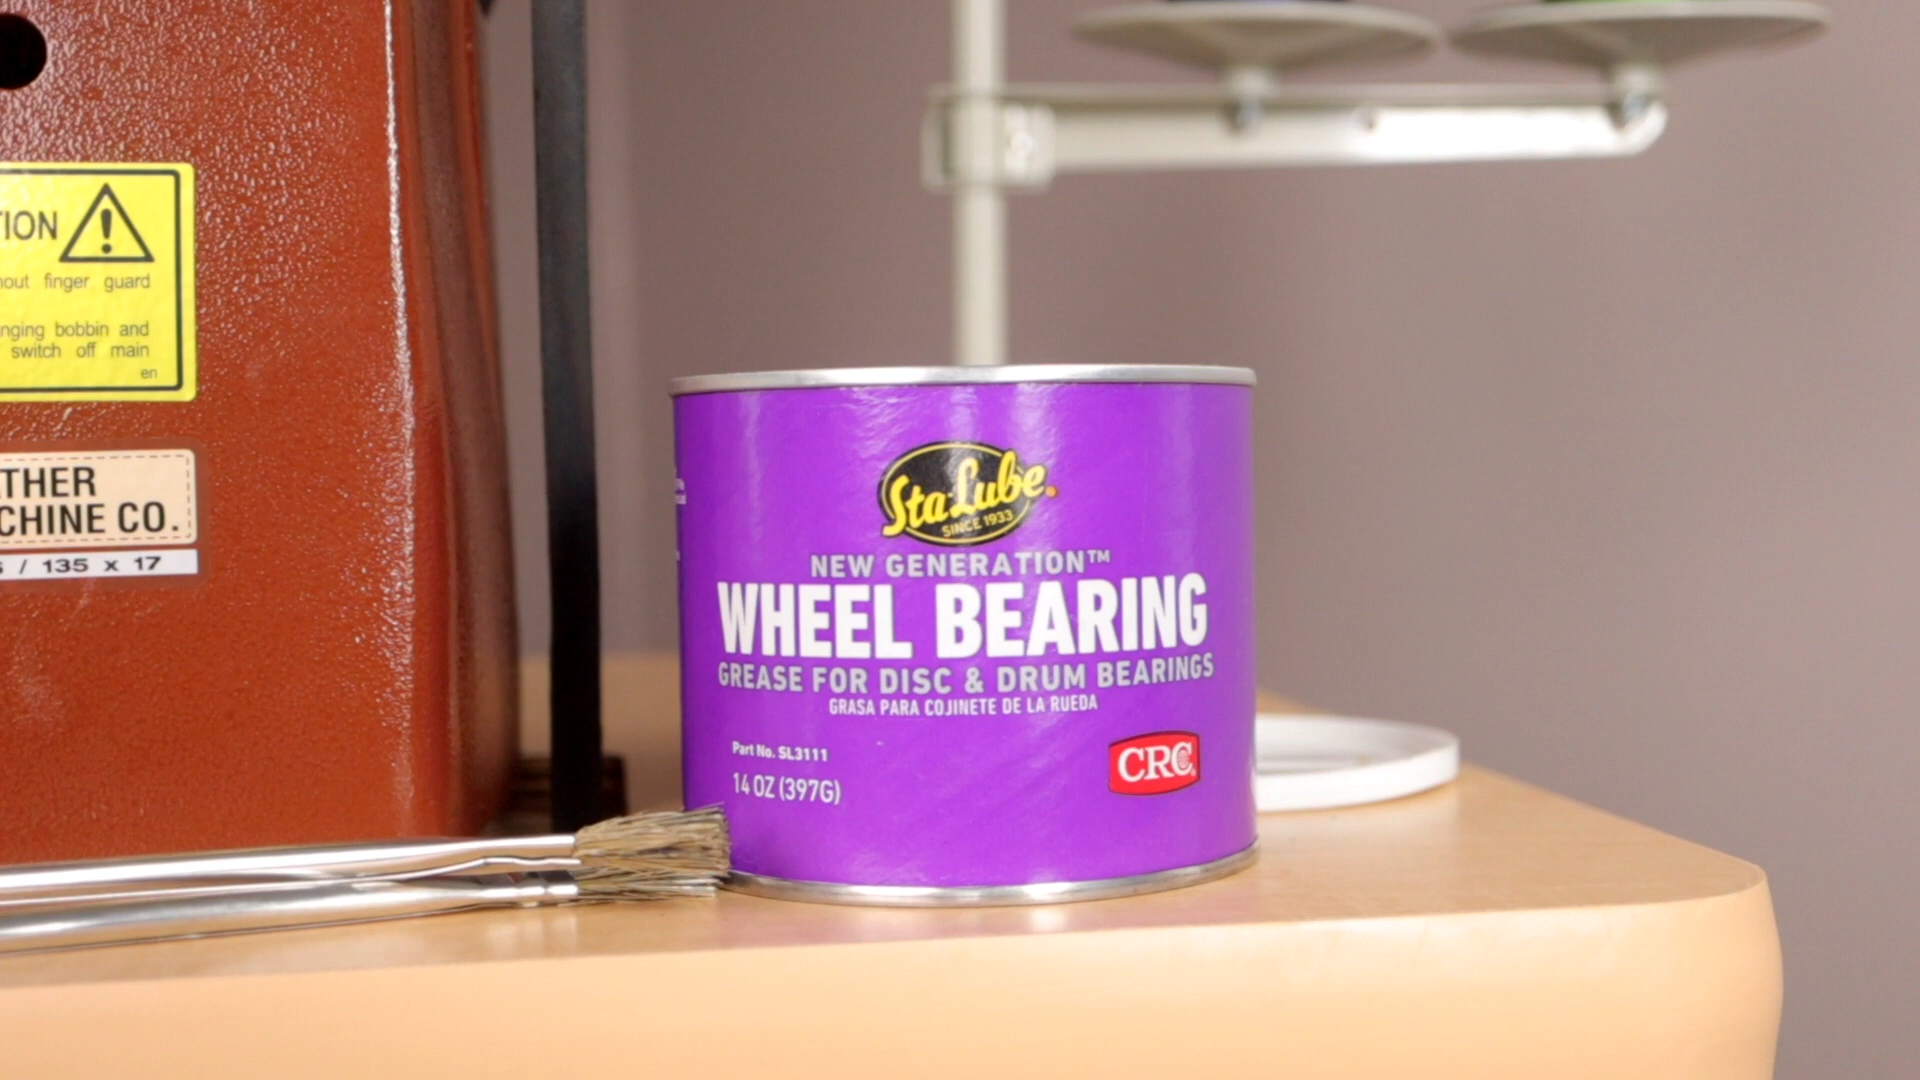 TION
hout finger guard
nging bobbin and
switch off main
en
THER
CHINE CO.
/ 135 x 17
Sta-Lube.
SINCE 1933
NEW GENERATION™
WHEEL BEARING
GREASE FOR DISC & DRUM BEARINGS
GRASA PARA COJINETE DE LA RUEDA
Part No. SL3111
14 OZ (397G)
CRC